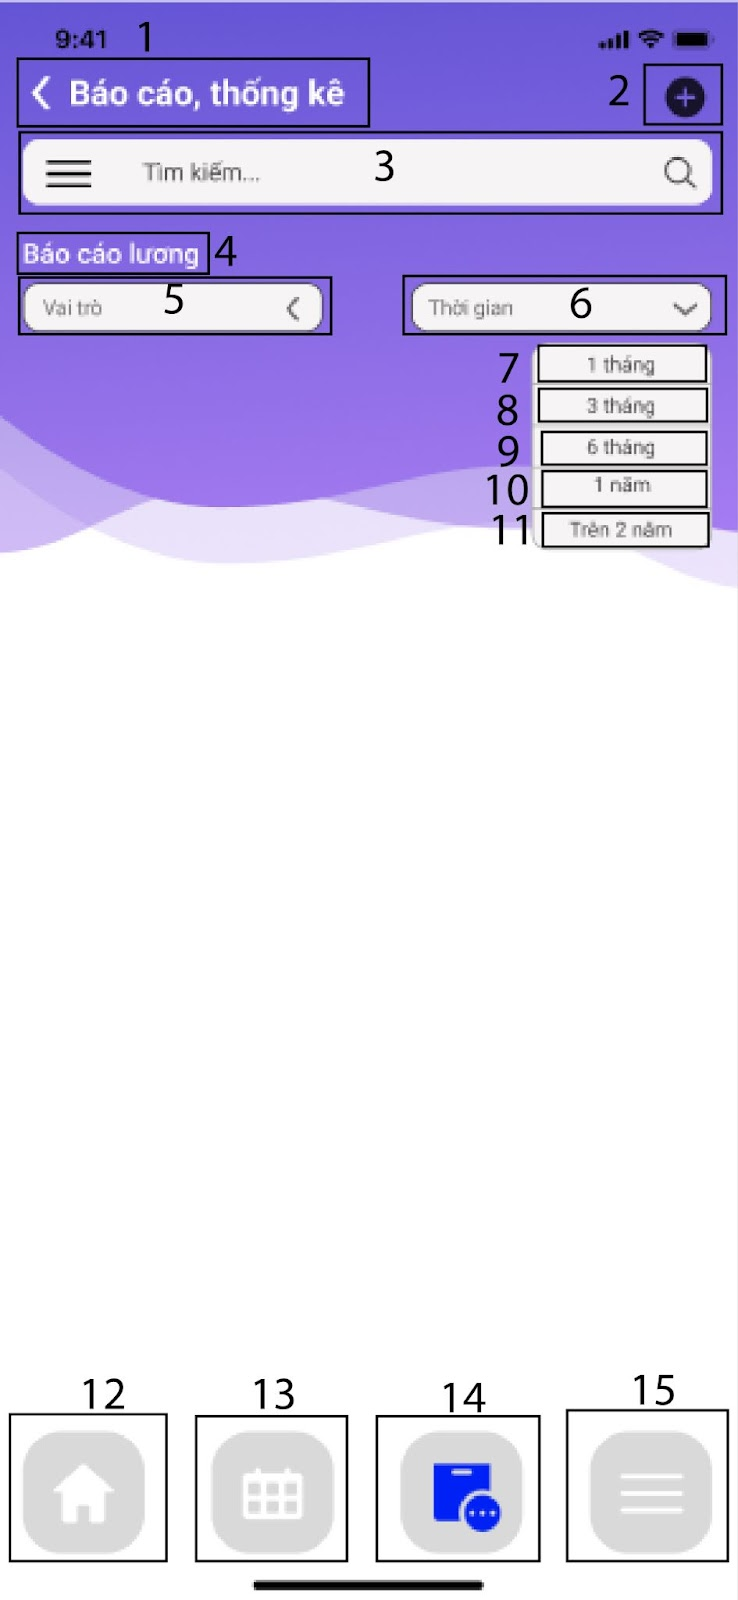 9:41 1
Báo cáo, thống kê 2
Tìm kiếm... 3
Báo cáo lương 4
Vai trò 5
Thời gian 6
7 1 tháng
8 3 tháng
9 6 tháng
10 1 năm
11 Trên 2 năm
12 13 14 15